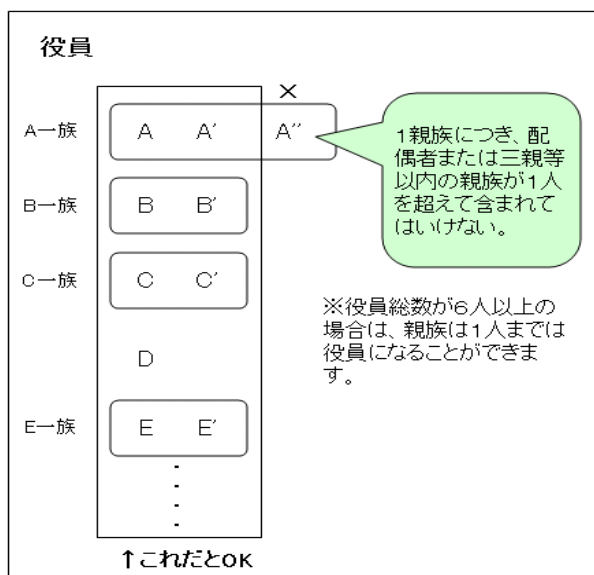 役員
×
A一族 A A′ A′′
1親族につき、配
偶者または三親等
以内の親族が1人
を超えて含まれて
はいけない。
B一族 B B′
C一族 C C′
※役員総数が6人以上の
場合は、親族は1人までは
役員になることができま
す。
D
E一族 E E′
↑これだとOK